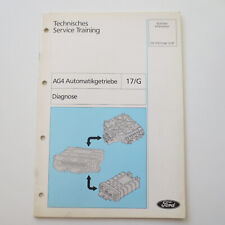 Technisches
Service Training
AG4 Automatikgetriebe
17/G
Diagnose
Ford